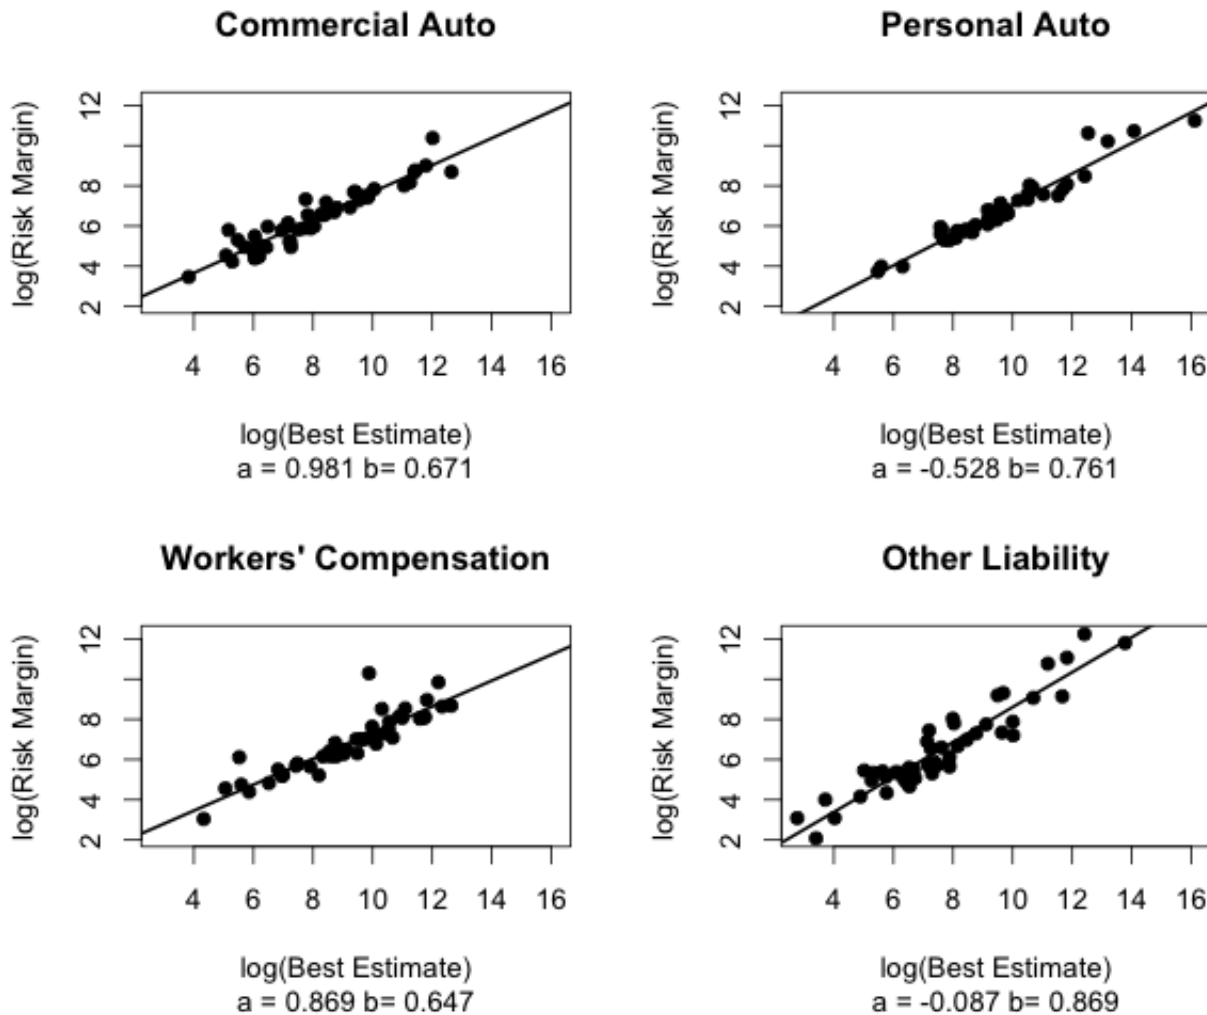 Commercial Auto
log(Risk Margin)
12
8
6
4
2
4 6 8 10 12 14 16
log(Best Estimate)
a = 0.981 b= 0.671
Personal Auto
log(Risk Margin)
12
8
6
4
2
4 6 8 10 12 14 16
log(Best Estimate)
a = -0.528 b= 0.761
Workers' Compensation
log(Risk Margin)
12
8
6
4
2
4 6 8 10 12 14 16
log(Best Estimate)
a = 0.869 b= 0.647
Other Liability
log(Risk Margin)
12
8
6
4
2
4 6 8 10 12 14 16
log(Best Estimate)
a = -0.087 b= 0.869